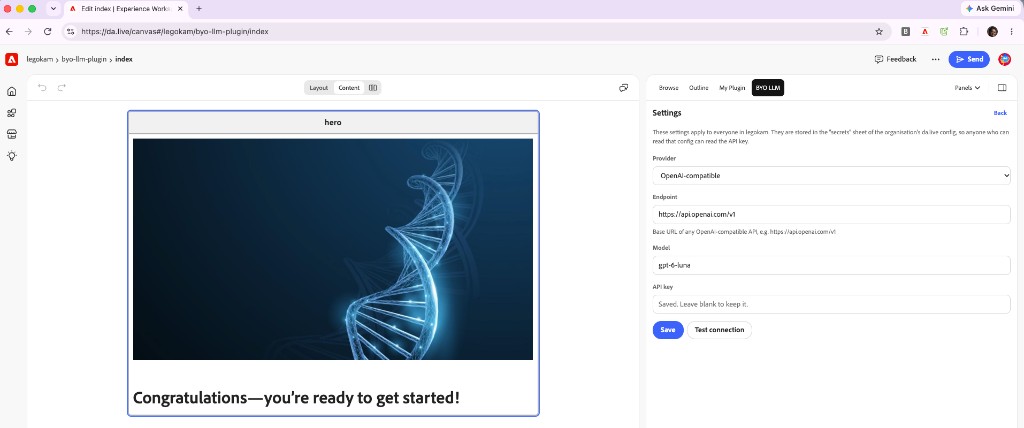 Edit index | Experience Works
Ask Gemini
https://da.live/canvas#/legokam/byo-llm-plugin/index
legokam › byo-llm-plugin › index
Feedback
Send
Layout
Content
Browse
Outline
My Plugin
BYO LLM
Panels
hero
Congratulations—you're ready to get started!
Settings
Back
These settings apply to everyone in legokam. They are stored in the "secrets" sheet of the organisation's da.live config, so anyone who can
read that config can read the API key.
Provider
OpenAI-compatible
Endpoint
https://api.openai.com/v1
Base URL of any OpenAI-compatible API, e.g. https://api.openai.com/v1
Model
gpt-6-luna
API key
Saved. Leave blank to keep it.
Save
Test connection